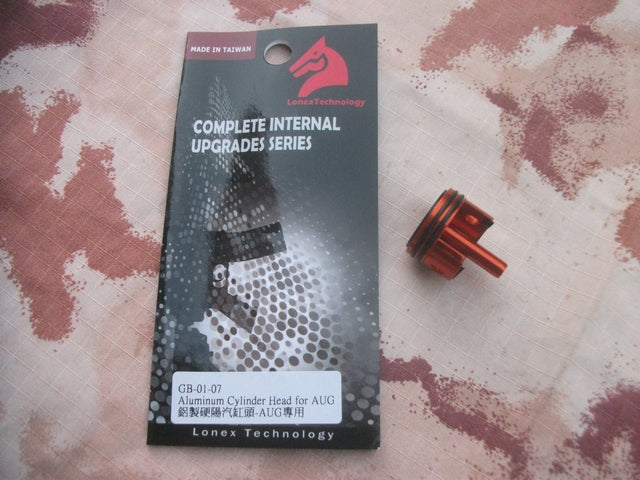 MADE IN TAIWAN
LonexTechnology
COMPLETE INTERNAL
UPGRADES SERIES
GB-01-07
Aluminum Cylinder Head for AUG
鋁製硬陽汽缸頭-AUG專用
Lonex Technology